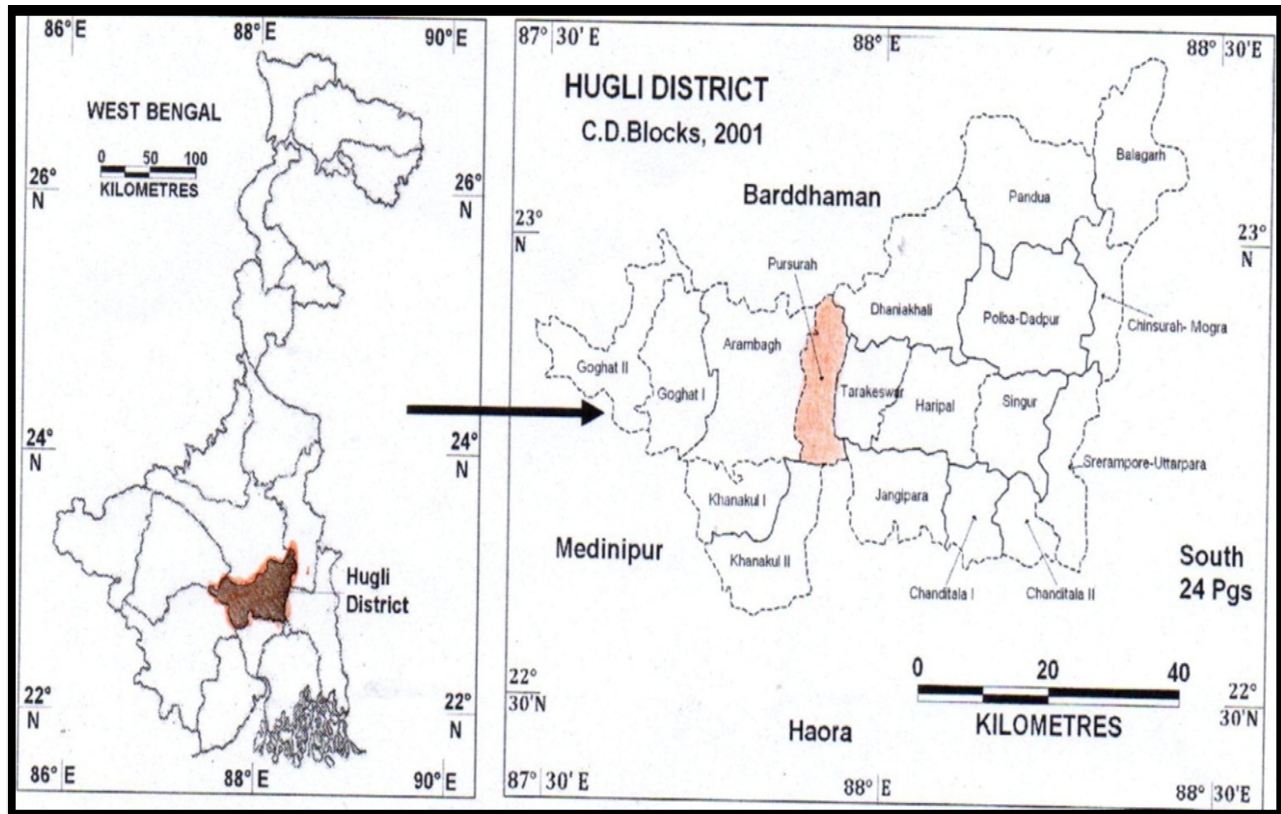 86° E
88° E
90° E
WEST BENGAL
0 50 100
KILOMETRES
26°
N
26°
N
24°
N
24°
N
Hugli
District
22°
N
22°
N
86° E
88° E
90° E
87° 30' E
88° E
88° 30' E
HUGLI DISTRICT
C.D.Blocks, 2001
Balagarh
Barddhaman
Pandua
23°
N
23°
N
Pursurah
Dhaniakhali
Polba-Dadpur
Chinsurah- Mogra
Arambagh
Goghat II
Goghat I
Tarakeswar
Haripal
Singur
Srerampore-Uttarpara
Khanakul I
Jangipara
Medinipur
Khanakul II
South
24 Pgs
Chanditala I
Chanditala II
0 20 40
KILOMETRES
22°
30'N
22°
30'N
Haora
87° 30' E
88° E
88° 30' E